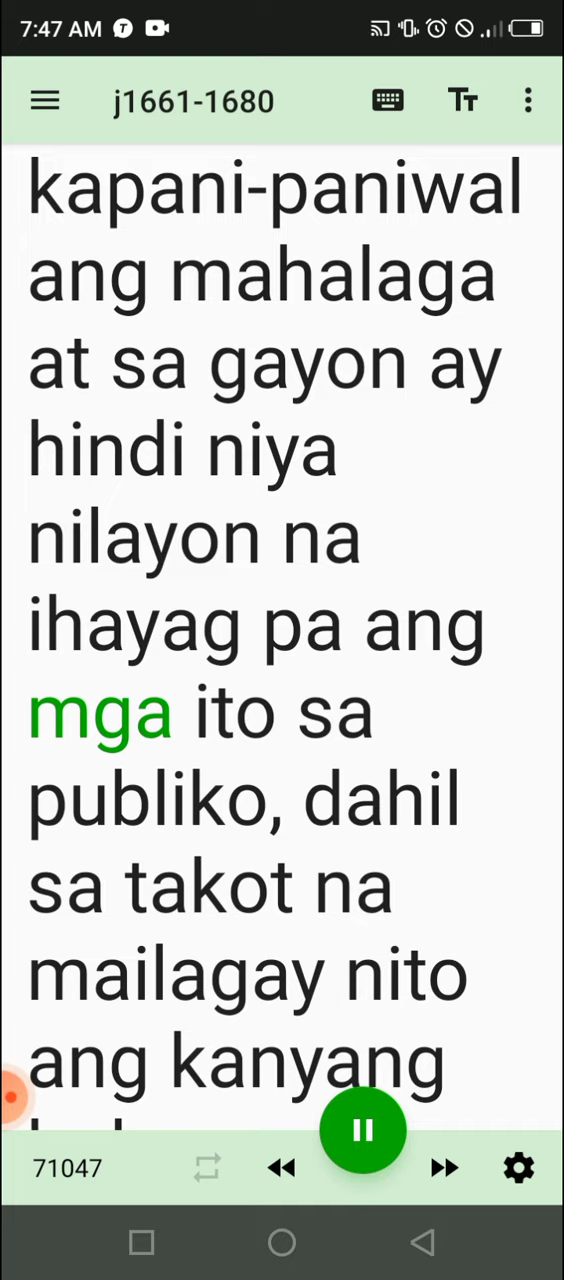 7:47 AM
j1661-1680
kapani-paniwal
ang mahalaga
at sa gayon ay
hindi niya
nilayon na
ihayag pa ang
mga ito sa
publiko, dahil
sa takot na
mailagay nito
ang kanyang
71047